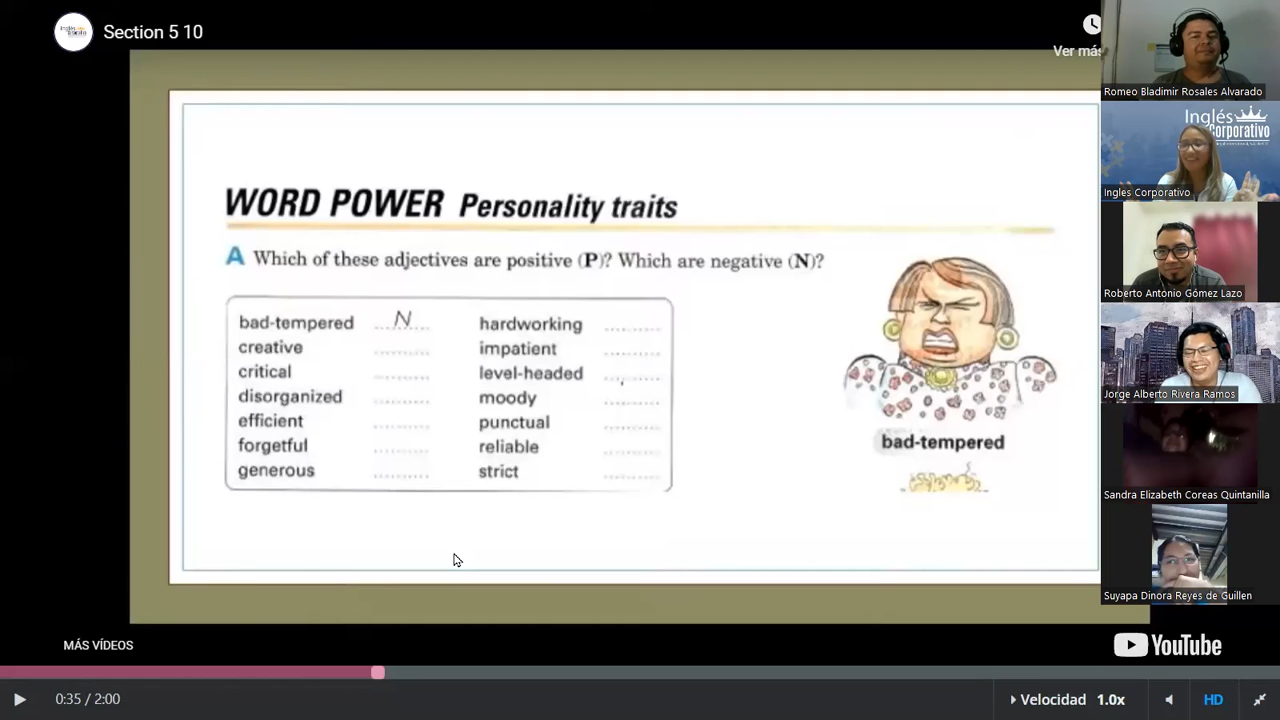 Section 5 10
Ver más
WORD POWER Personality traits
A Which of these adjectives are positive (P)? Which are negative (N)?
bad-tempered N
creative
critical
disorganized
efficient
forgetful
generous
hardworking
impatient
level-headed
moody
punctual
reliable
strict
bad-tempered
MÁS VÍDEOS
YouTube
0:35 / 2:00
Velocidad 1.0x
HD
Romeo Bladimir Rosales Alvarado
Inglés
Corporativo
Ingles Corporativo
Roberto Antonio Gómez Lazo
Jorge Alberto Rivera Ramos
Sandra Elizabeth Coreas Quintanilla
Suyapa Dinora Reyes de Guillen